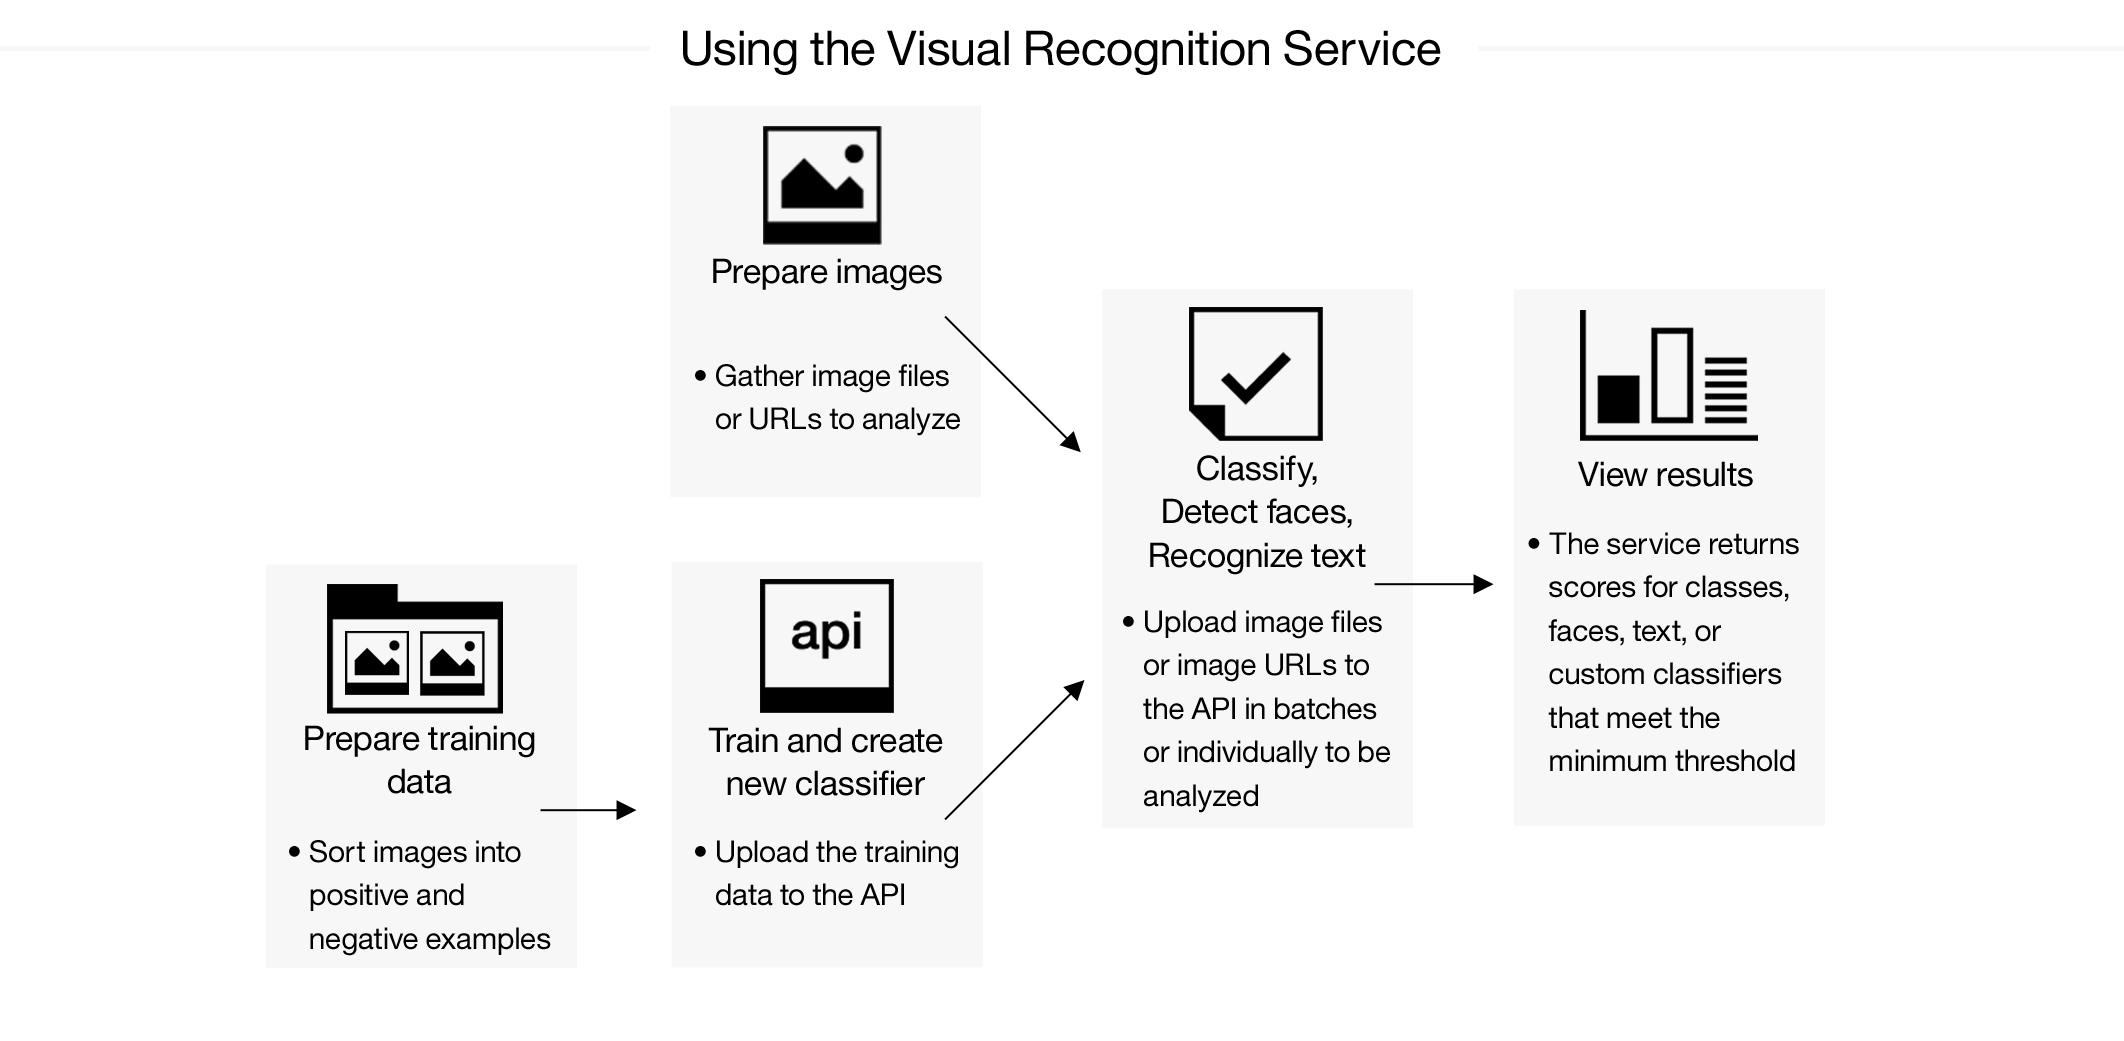 Using the Visual Recognition Service
Prepare images
• Gather image files
or URLs to analyze
Prepare training
data
• Sort images into
positive and
negative examples
api
Train and create
new classifier
• Upload the training
data to the API
Classify,
Detect faces,
Recognize text
• Upload image files
or image URLs to
the API in batches
or individually to be
analyzed
View results
• The service returns
scores for classes,
faces, text, or
custom classifiers
that meet the
minimum threshold